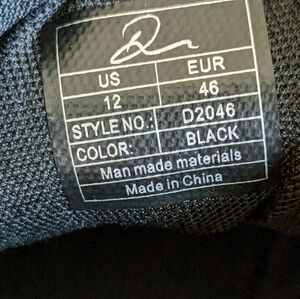 US EUR
12 46
STYLE NO.: D2046
COLOR: BLACK
Man made materials
Made in China